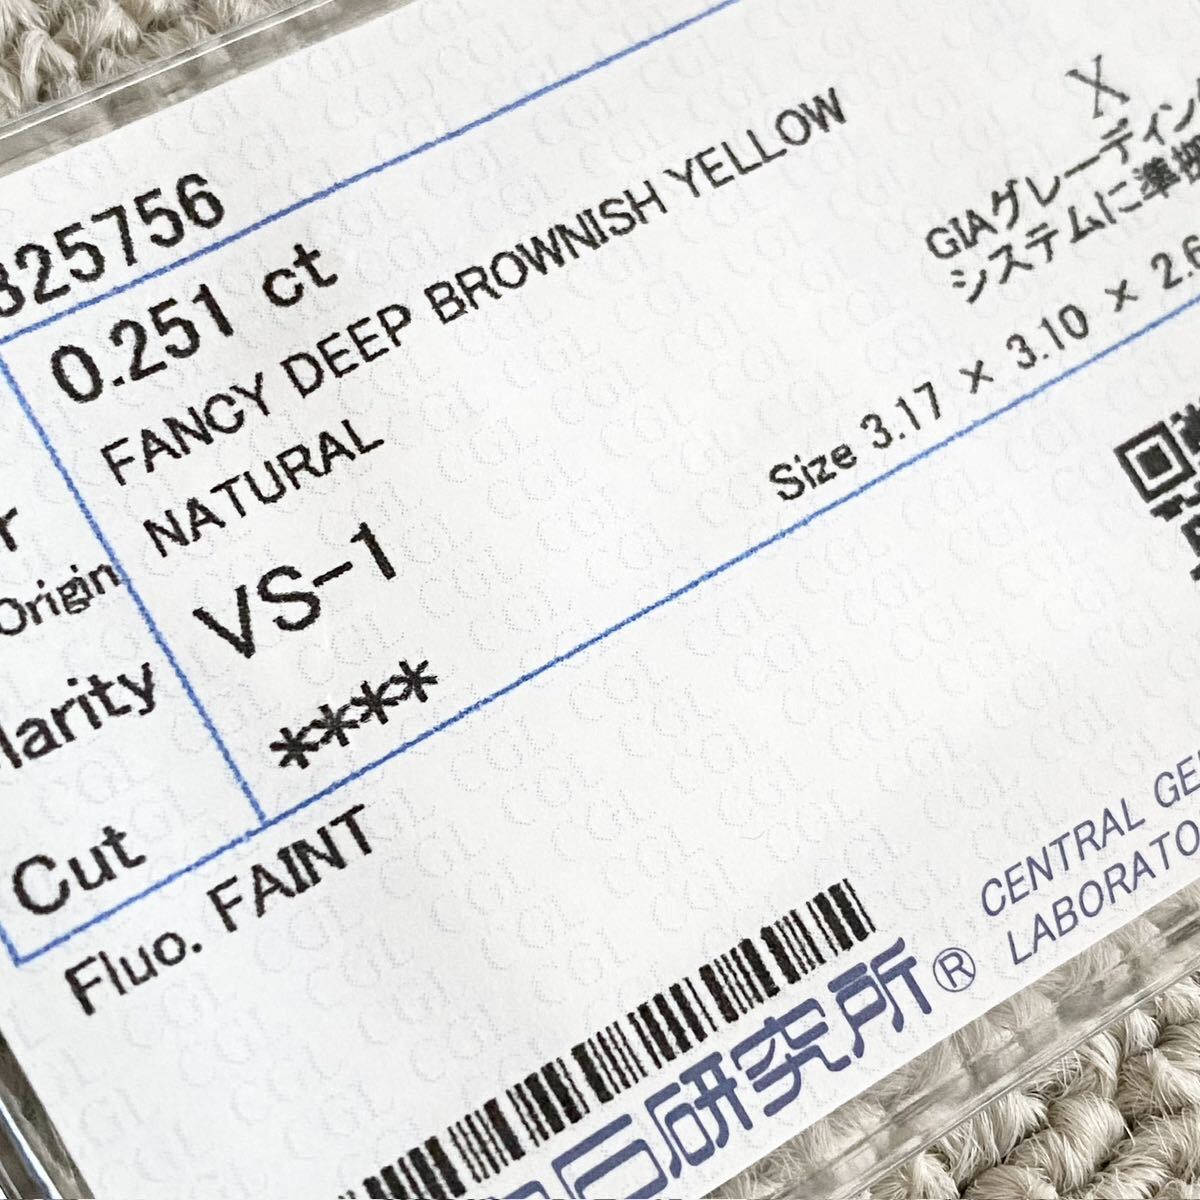 325756
0.251 ct
FANCY DEEP BROWNISH YELLOW
NATURAL
Origin
VS-1
Cut
****
X
GIAグレーディング
システムに準拠
Size 3.17 × 3.10 × 2.6
Fluo. FAINT
研究所®
CENTRAL
LABORATO